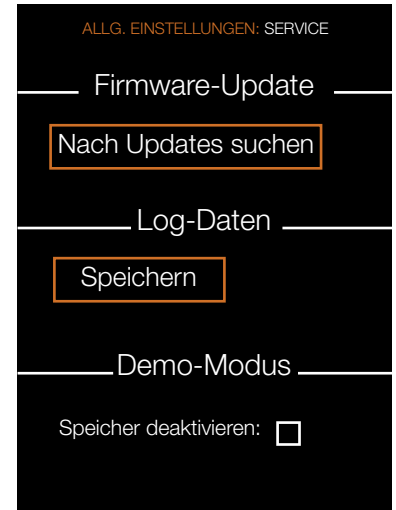 ALLG. EINSTELLUNGEN: SERVICE
Firmware-Update
Nach Updates suchen
Log-Daten
Speichern
Demo-Modus
Speicher deaktivieren: